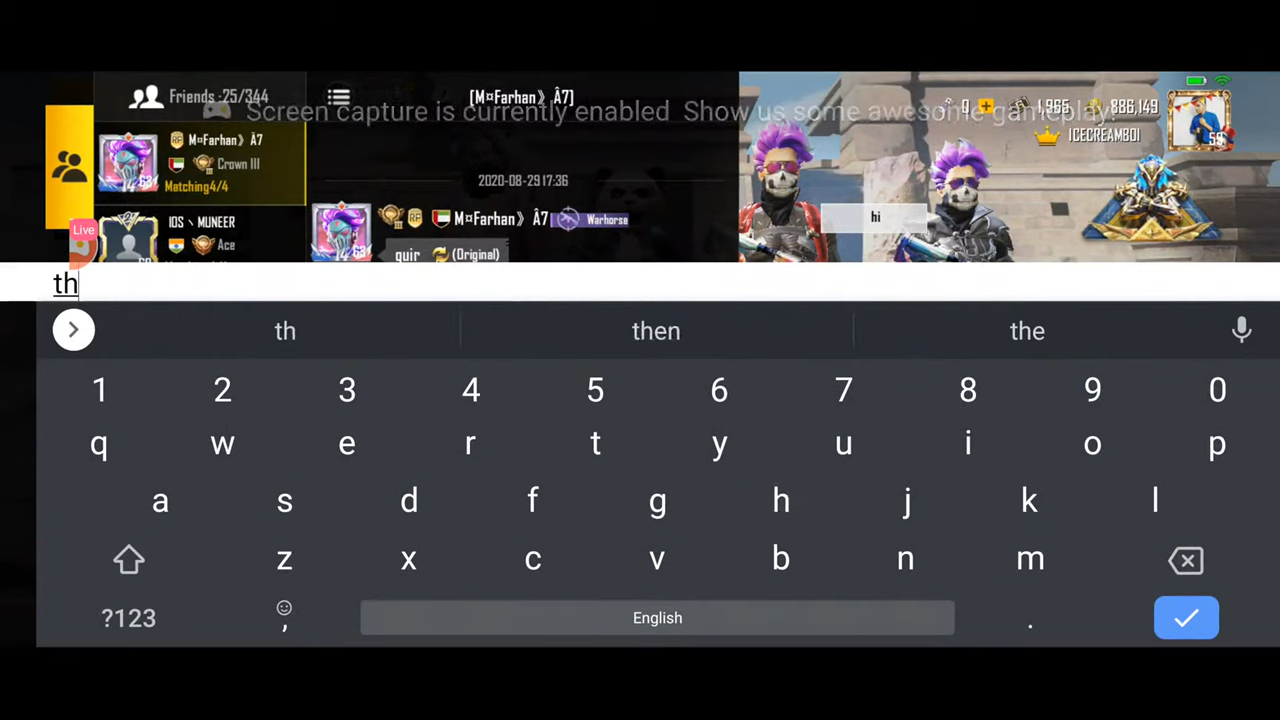 Friends :25/344
[M¤Farhan》Â7]
Screen capture is currently enabled Show us some awesome gameplay!
9
1,965
886,149
ICECREAMBOI
M¤Farhan》Â7
Crown III
Matching4/4
2020-08-29 17:36
IOS丶MUNEER
Ace
M¤Farhan》Â7 Warhorse
hi
Live
quir (Original)
th
th then the
1 2 3 4 5 6 7 8 9 0
q w e r t y u i o p
a s d f g h j k l
z x c v b n m
?123 , English .